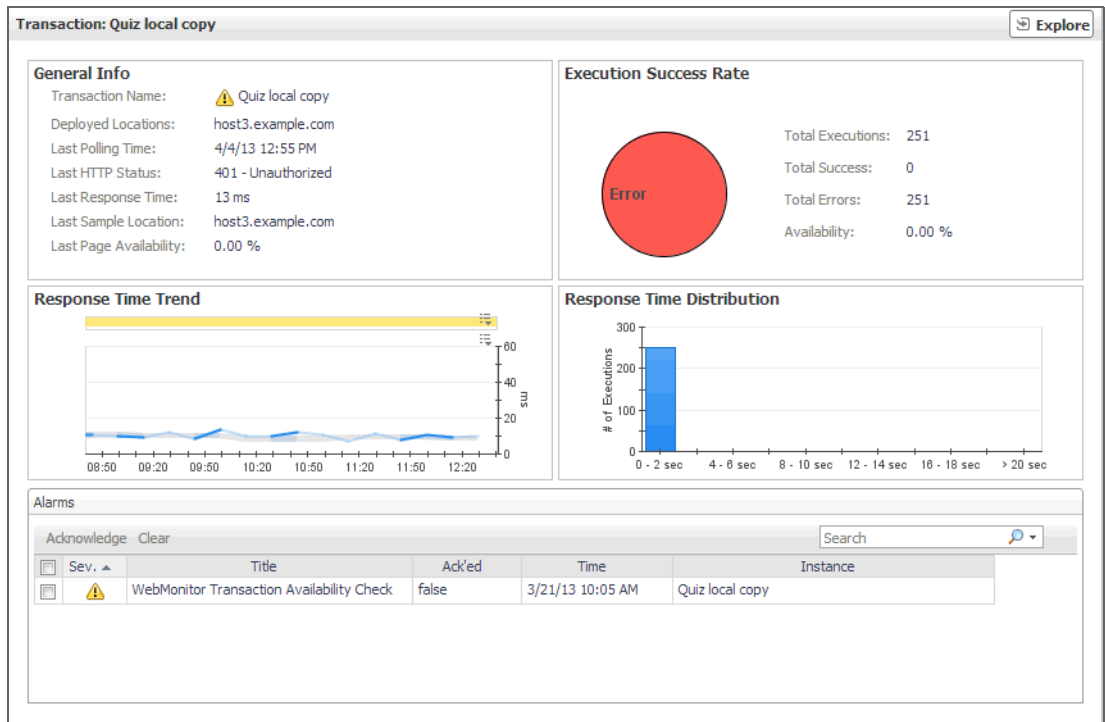 Transaction: Quiz local copy
Explore
General Info
Transaction Name: Quiz local copy
Deployed Locations: host3.example.com
Last Polling Time: 4/4/13 12:55 PM
Last HTTP Status: 401 - Unauthorized
Last Response Time: 13 ms
Last Sample Location: host3.example.com
Last Page Availability: 0.00 %
Execution Success Rate
Error
Total Executions: 251
Total Success: 0
Total Errors: 251
Availability: 0.00 %
Response Time Trend
60
40
20
0
ms
08:50 09:20 09:50 10:20 10:50 11:20 11:50 12:20
Response Time Distribution
300
200
100
0
# of Executions
0 - 2 sec 4 - 6 sec 8 - 10 sec 12 - 14 sec 16 - 18 sec > 20 sec
Alarms
Acknowledge Clear
Search
Sev. Title Ack'ed Time Instance
WebMonitor Transaction Availability Check false 3/21/13 10:05 AM Quiz local copy